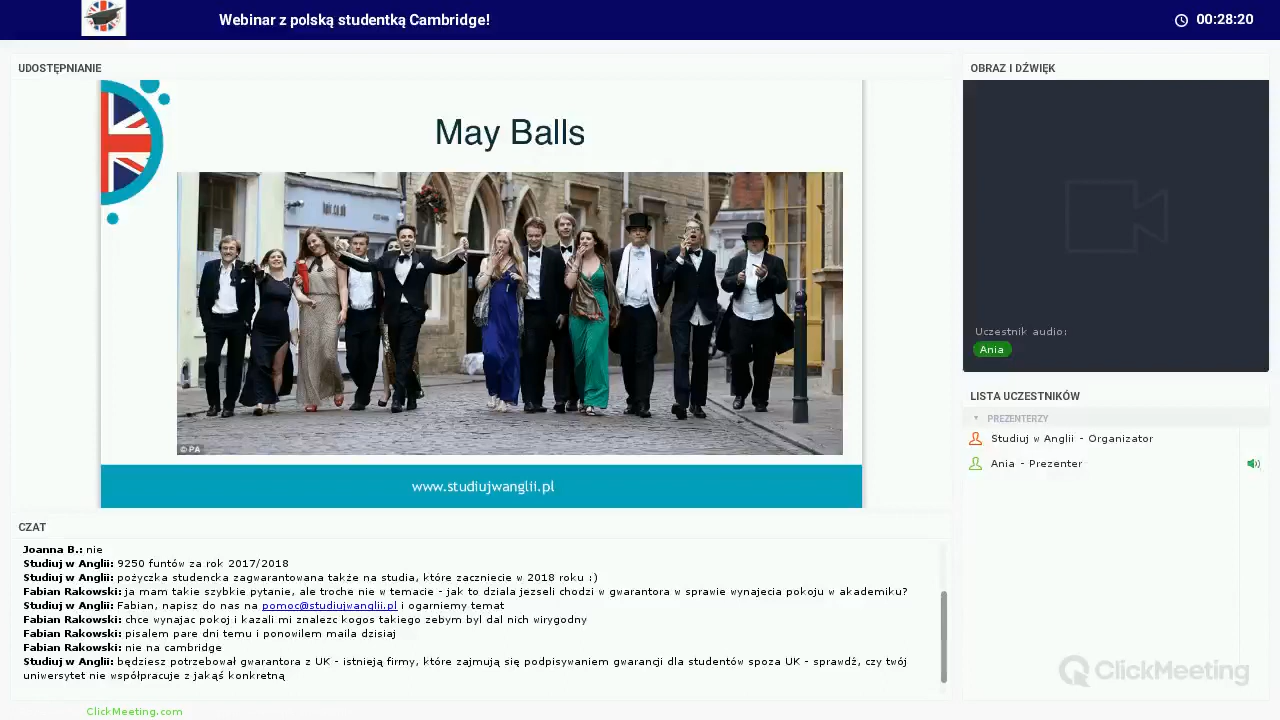 Webinar z polską studentką Cambridge!
00:28:20
UDOSTĘPNIANIE
May Balls
© PA
www.studiujwanglii.pl
CZAT
Joanna B.: nie
Studiuj w Anglii: 9250 funtów za rok 2017/2018
Studiuj w Anglii: pożyczka studencka zagwarantowana także na studia, które zaczniecie w 2018 roku :)
Fabian Rakowski: ja mam takie szybkie pytanie, ale troche nie w temacie - jak to dziala jezseli chodzi w gwarantora w sprawie wynajecia pokoju w akademiku?
Studiuj w Anglii: Fabian, napisz do nas na pomoc@studiujwanglii.pl i ogarniemy temat
Fabian Rakowski: chce wynajac pokoj i kazali mi znalezc kogos takiego zebym byl dal nich wirygodny
Fabian Rakowski: pisalem pare dni temu i ponowilem maila dzisiaj
Fabian Rakowski: nie na cambridge
Studiuj w Anglii: będziesz potrzebował gwarantora z UK - istnieją firmy, które zajmują się podpisywaniem gwarancji dla studentów spoza UK - sprawdź, czy twój
uniwersytet nie współpracuje z jakąś konkretną
ClickMeeting.com
OBRAZ I DŹWIĘK
Uczestnik audio:
Ania
LISTA UCZESTNIKÓW
PREZENTERZY
Studiuj w Anglii - Organizator
Ania - Prezenter
ClickMeeting